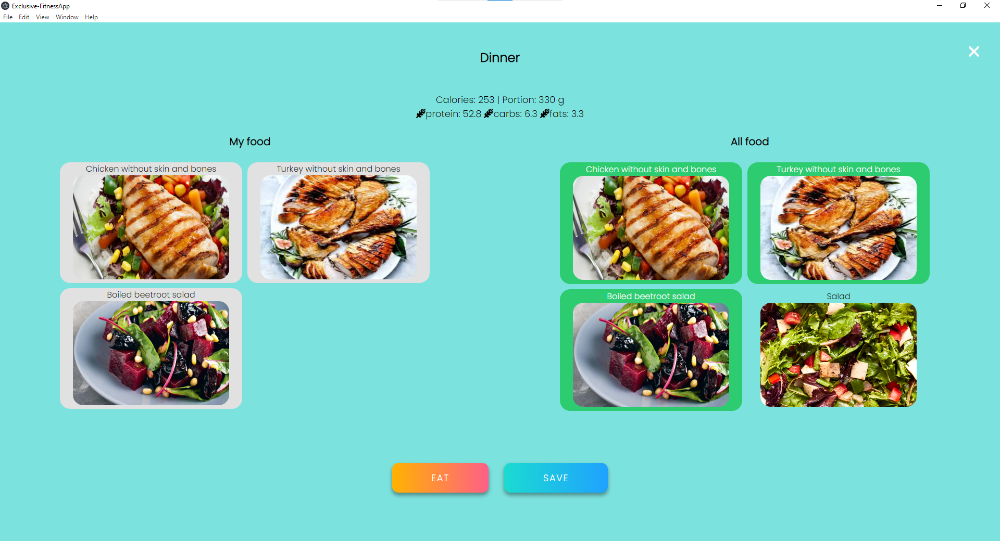 Exclusive-FitnessApp
File Edit View Window Help
Dinner
Calories: 253 | Portion: 330 g
protein: 52.8 carbs: 6.3 fats: 3.3
My food
All food
Chicken without skin and bones
Turkey without skin and bones
Chicken without skin and bones
Turkey without skin and bones
Boiled beetroot salad
Boiled beetroot salad
Salad
EAT
SAVE